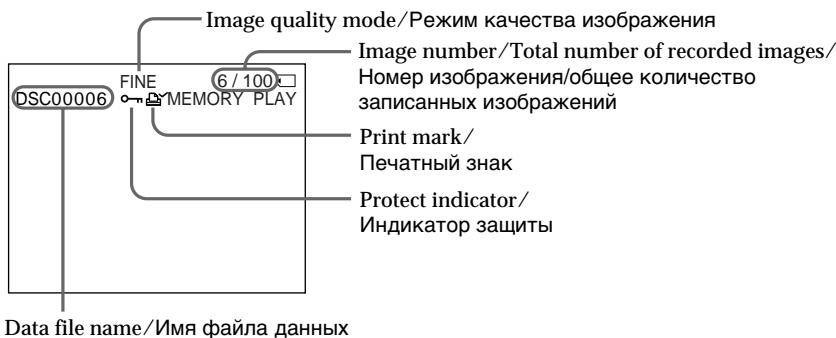 Image quality mode/Режим качества изображения
Image number/Total number of recorded images/
Номер изображения/общее количество
записанных изображений
FINE 6 / 100
DSC00006 MEMORY PLAY
Print mark/
Печатный знак
Protect indicator/
Индикатор защиты
Data file name/Имя файла данных